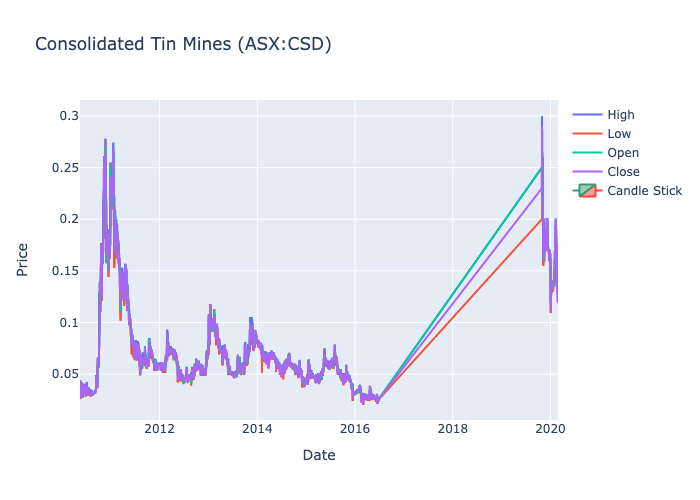 Consolidated Tin Mines (ASX:CSD)
0.3
0.25
0.2
0.15
0.1
0.05
Price
2012
2014
2016
2018
2020
Date
High
Low
Open
Close
Candle Stick